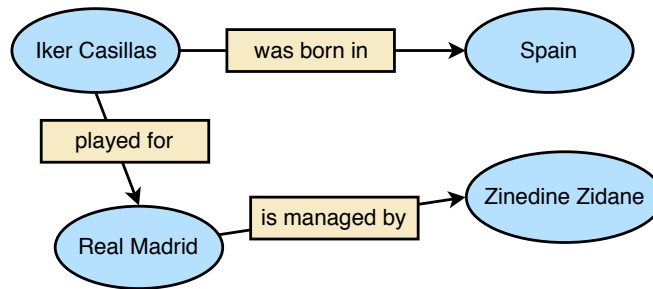 Iker Casillas
was born in
Spain
played for
Zinedine Zidane
is managed by
Real Madrid